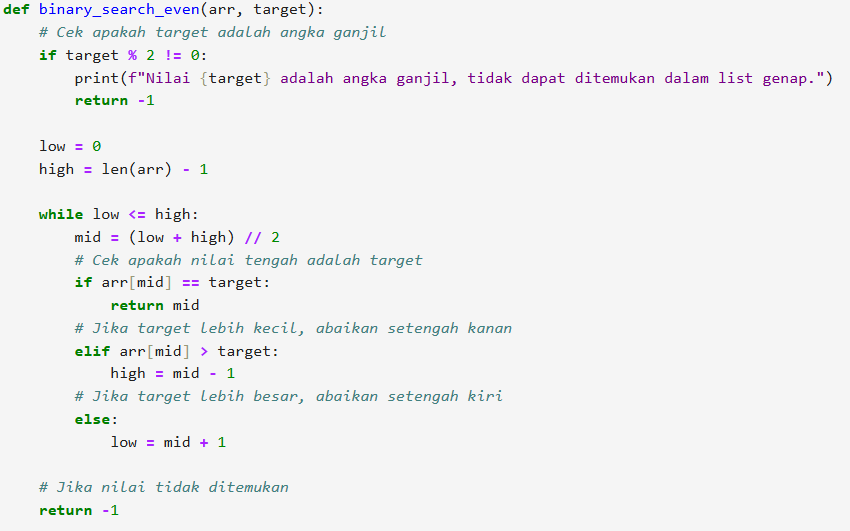 def binary_search_even(arr, target):
    # Cek apakah target adalah angka ganjil
    if target % 2 != 0:
        print(f"Nilai {target} adalah angka ganjil, tidak dapat ditemukan dalam list genap.")
        return -1
    low = 0
    high = len(arr) - 1
    while low <= high:
        mid = (low + high) // 2
        # Cek apakah nilai tengah adalah target
        if arr[mid] == target:
            return mid
        # Jika target lebih kecil, abaikan setengah kanan
        elif arr[mid] > target:
            high = mid - 1
        # Jika target lebih besar, abaikan setengah kiri
        else:
            low = mid + 1
    # Jika nilai tidak ditemukan
    return -1